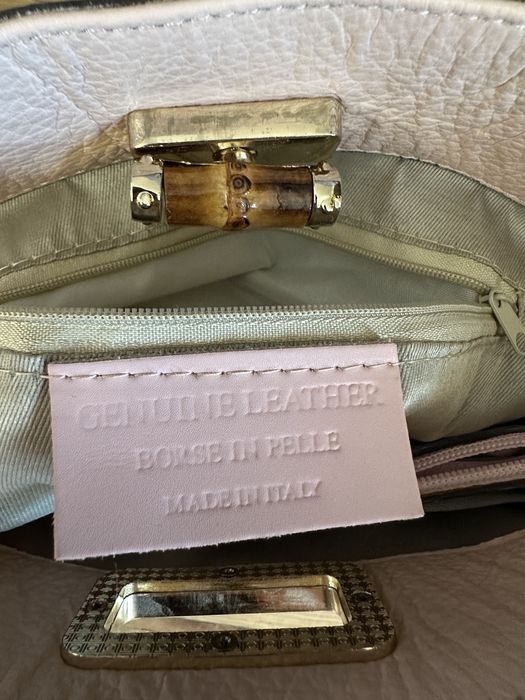 GENUINE LEATHER
BORSE IN PELLE
MADE IN ITALY